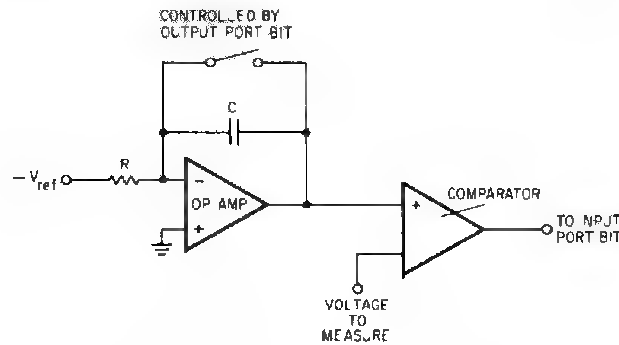 CONTROLLED BY
OUTPUT PORT BIT
C
R
−Vref
−
OP AMP
+
+
COMPARATOR
TO INPUT
PORT BIT
VOLTAGE
TO
MEASURE